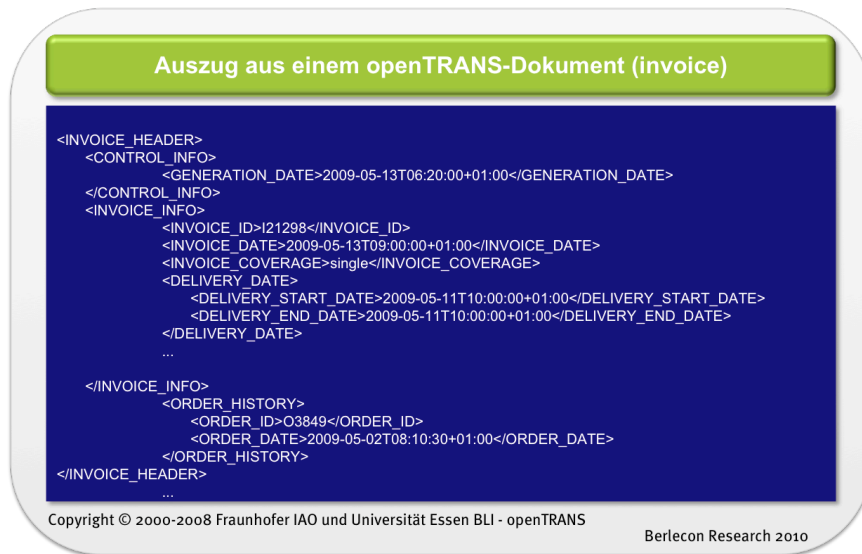 Auszug aus einem openTRANS-Dokument (invoice)
<INVOICE_HEADER>
<CONTROL_INFO>
<GENERATION_DATE>2009-05-13T06:20:00+01:00</GENERATION_DATE>
</CONTROL_INFO>
<INVOICE_INFO>
<INVOICE_ID>I21298</INVOICE_ID>
<INVOICE_DATE>2009-05-13T09:00:00+01:00</INVOICE_DATE>
<INVOICE_COVERAGE>single</INVOICE_COVERAGE>
<DELIVERY_DATE>
<DELIVERY_START_DATE>2009-05-11T10:00:00+01:00</DELIVERY_START_DATE>
<DELIVERY_END_DATE>2009-05-11T10:00:00+01:00</DELIVERY_END_DATE>
</DELIVERY_DATE>
...
</INVOICE_INFO>
<ORDER_HISTORY>
<ORDER_ID>O3849</ORDER_ID>
<ORDER_DATE>2009-05-02T08:10:30+01:00</ORDER_DATE>
</ORDER_HISTORY>
</INVOICE_HEADER>
...
Copyright © 2000-2008 Fraunhofer IAO und Universität Essen BLI - openTRANS
Berlecon Research 2010